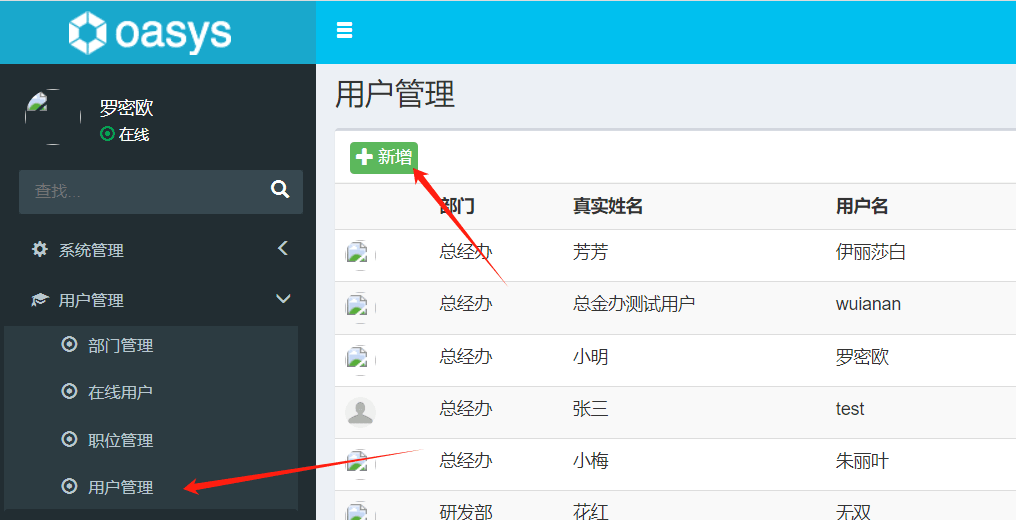 oasys
罗密欧
在线
查找...
系统管理
用户管理
部门管理
在线用户
职位管理
用户管理
用户管理
新增
部门 真实姓名 用户名
总经办 芳芳 伊丽莎白
总经办 总金办测试用户 wuianan
总经办 小明 罗密欧
总经办 张三 test
总经办 小梅 朱丽叶
研发部 花红 无双